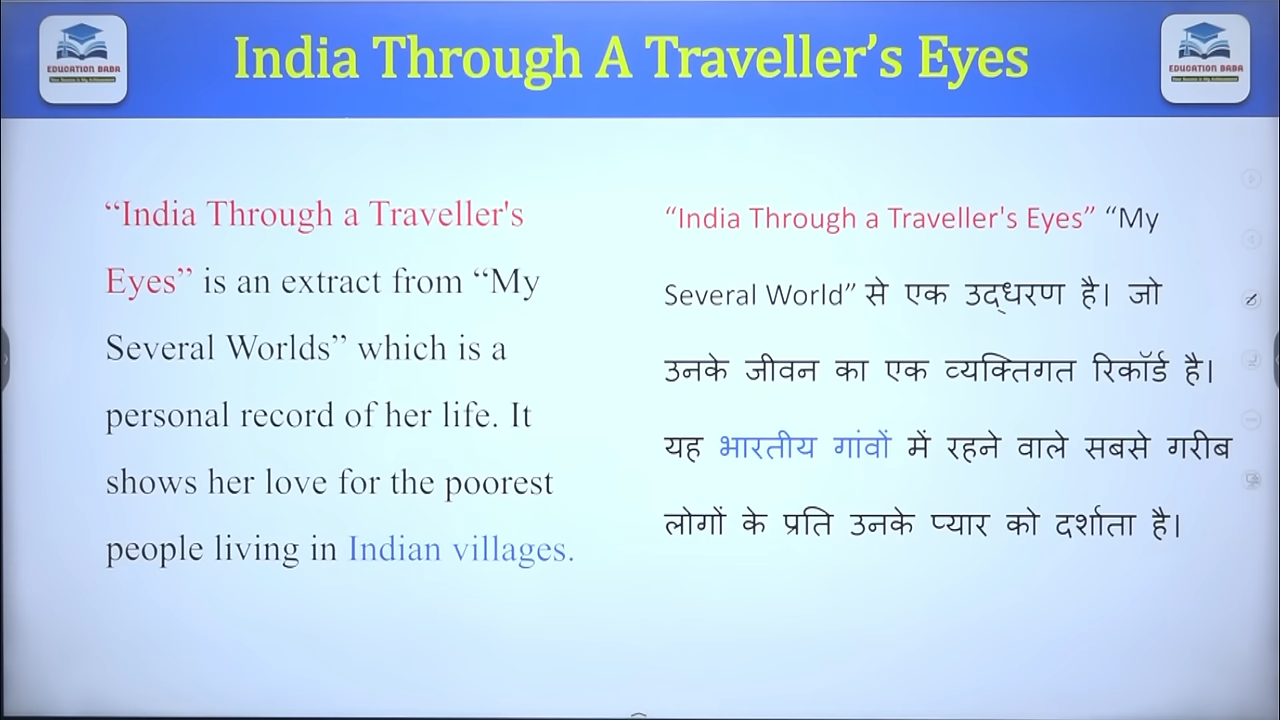 India Through A Traveller's Eyes
EDUCATION BABA
EDUCATION BABA
“India Through a Traveller's
Eyes” is an extract from “My
Several Worlds” which is a
personal record of her life. It
shows her love for the poorest
people living in Indian villages.
“India Through a Traveller's Eyes” “My
Several World” से एक उद्धरण है। जो
उनके जीवन का एक व्यक्तिगत रिकॉर्ड है।
यह भारतीय गांवों में रहने वाले सबसे गरीब
लोगों के प्रति उनके प्यार को दर्शाता है।